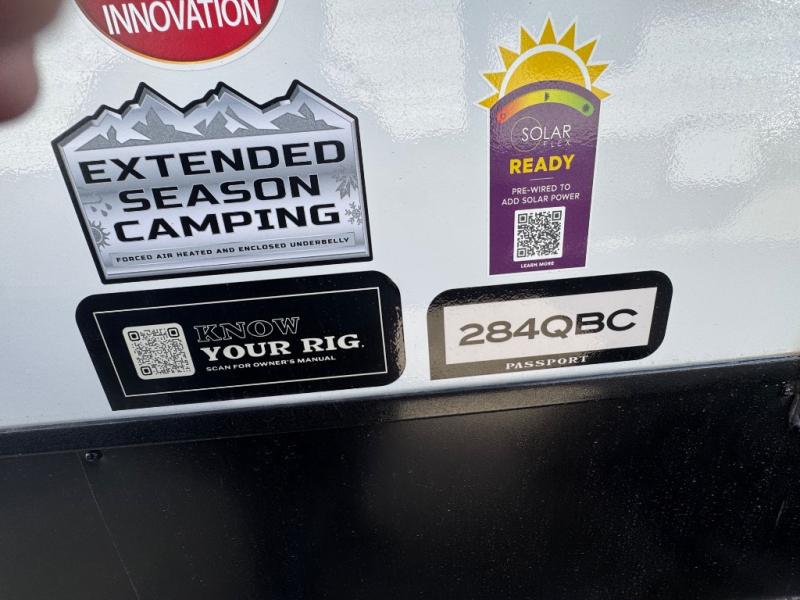 INNOVATION
EXTENDED
SEASON
CAMPING
FORCED AIR HEATED AND ENCLOSED UNDERBELLY
SOLAR
FLEX
READY
PRE-WIRED TO
ADD SOLAR POWER
LEARN MORE
KNOW
YOUR RIG.
SCAN FOR OWNER'S MANUAL
284QBC
PASSPORT